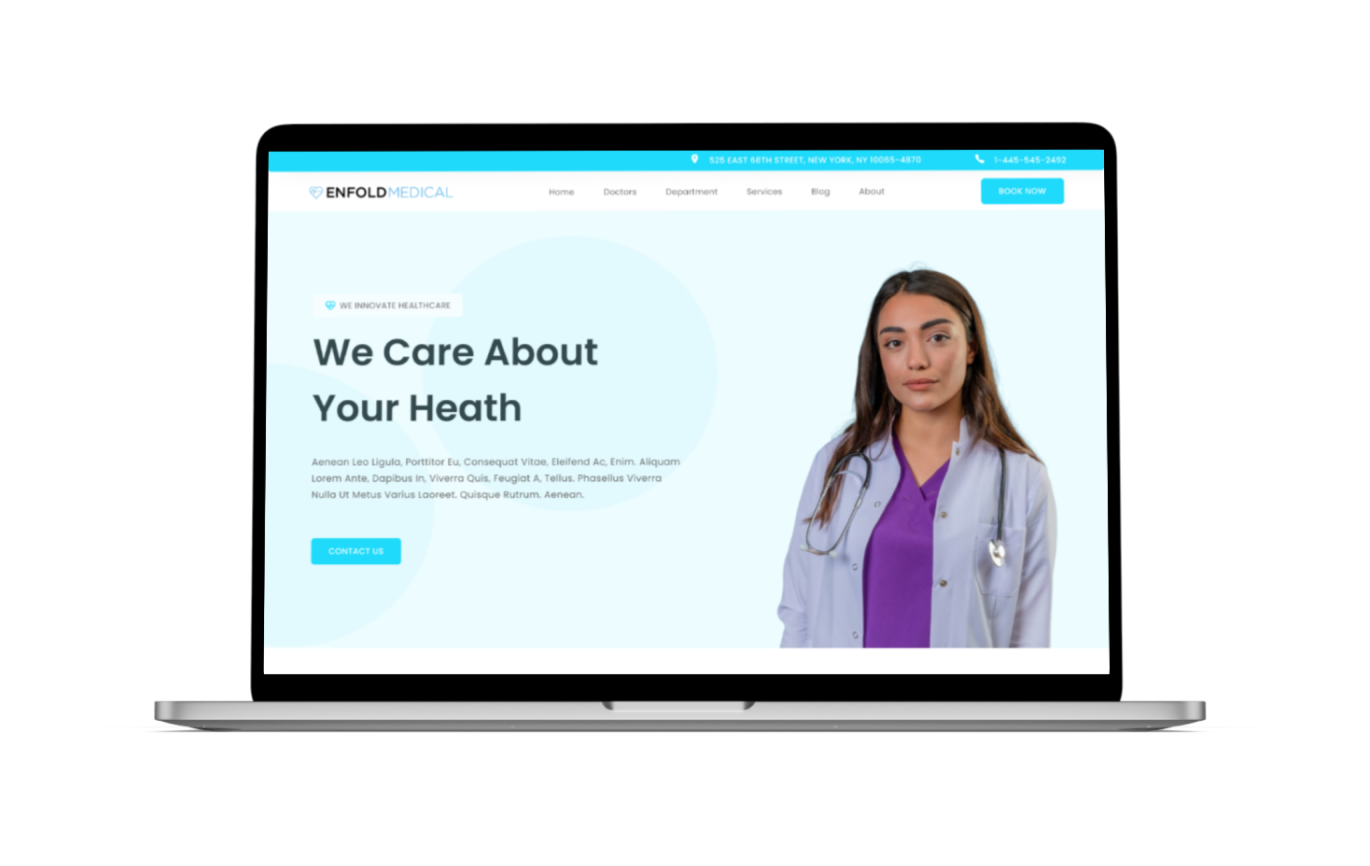 525 EAST 68TH STREET, NEW YORK, NY 10065-4870 1-445-545-2492
ENFOLDMEDICAL Home Doctors Department Services Blog About BOOK NOW
WE INNOVATE HEALTHCARE
We Care About
Your Heath
Aenean Leo Ligula, Porttitor Eu, Consequat Vitae, Eleifend Ac, Enim. Aliquam
Lorem Ante, Dapibus In, Viverra Quis, Feugiat A, Tellus. Phasellus Viverra
Nulla Ut Metus Varius Laoreet. Quisque Rutrum. Aenean.
CONTACT US